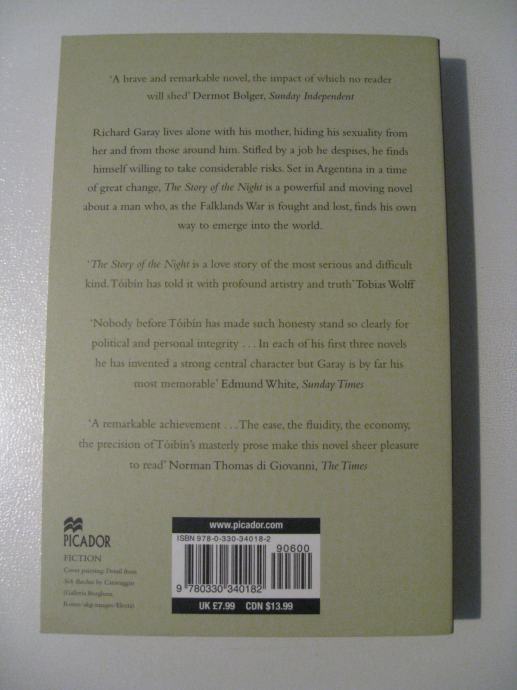 ‘A brave and remarkable novel, the impact of which no reader
will shed’ Dermot Bolger, Sunday Independent
Richard Garay lives alone with his mother, hiding his sexuality from
her and from those around him. Stifled by a job he despises, he finds
himself willing to take considerable risks. Set in Argentina in a time
of great change, The Story of the Night is a powerful and moving novel
about a man who, as the Falklands War is fought and lost, finds his own
way to emerge into the world.
‘The Story of the Night is a love story of the most serious and difficult
kind. Tóibín has told it with profound artistry and truth’ Tobias Wolff
‘Nobody before Tóibín has made such honesty stand so clearly for
political and personal integrity . . . In each of his first three novels
he has invented a strong central character but Garay is by far his
most memorable’ Edmund White, Sunday Times
‘A remarkable achievement . . . The ease, the fluidity, the economy,
the precision of Tóibín’s masterly prose make this novel sheer pleasure
to read’ Norman Thomas di Giovanni, The Times
PICADOR
FICTION
Cover painting: Detail from
Sick Bacchus by Caravaggio
(Galleria Borghese,
Rome/akg-images/Electa)
www.picador.com
ISBN 978-0-330-34018-2
90600
9 780330 340182
UK £7.99 CDN $13.99